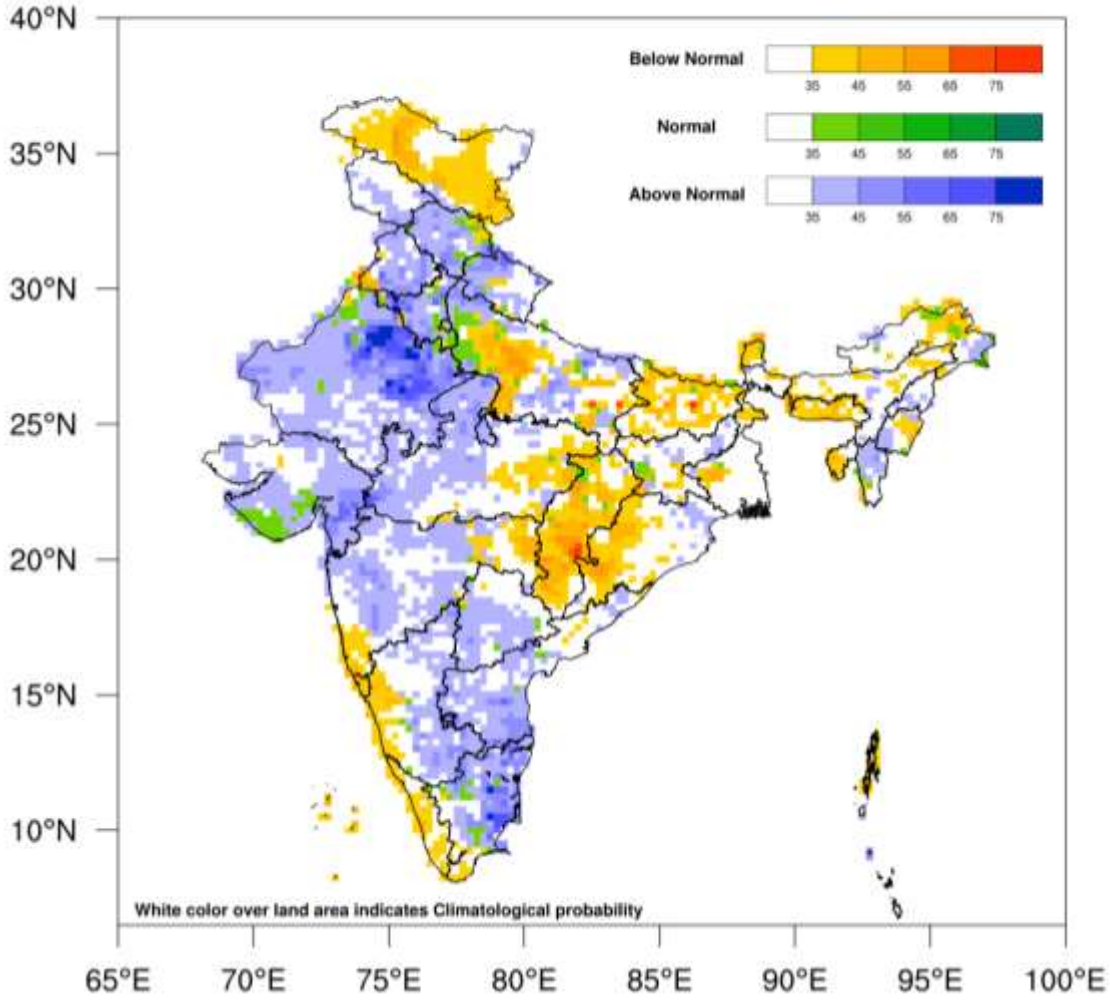 40°N
35°N
30°N
25°N
20°N
15°N
10°N
Below Normal
35 45 55 65 75
Normal
35 45 55 65 75
Above Normal
35 45 55 65 75
White color over land area indicates Climatological probability
65°E 70°E 75°E 80°E 85°E 90°E 95°E 100°E